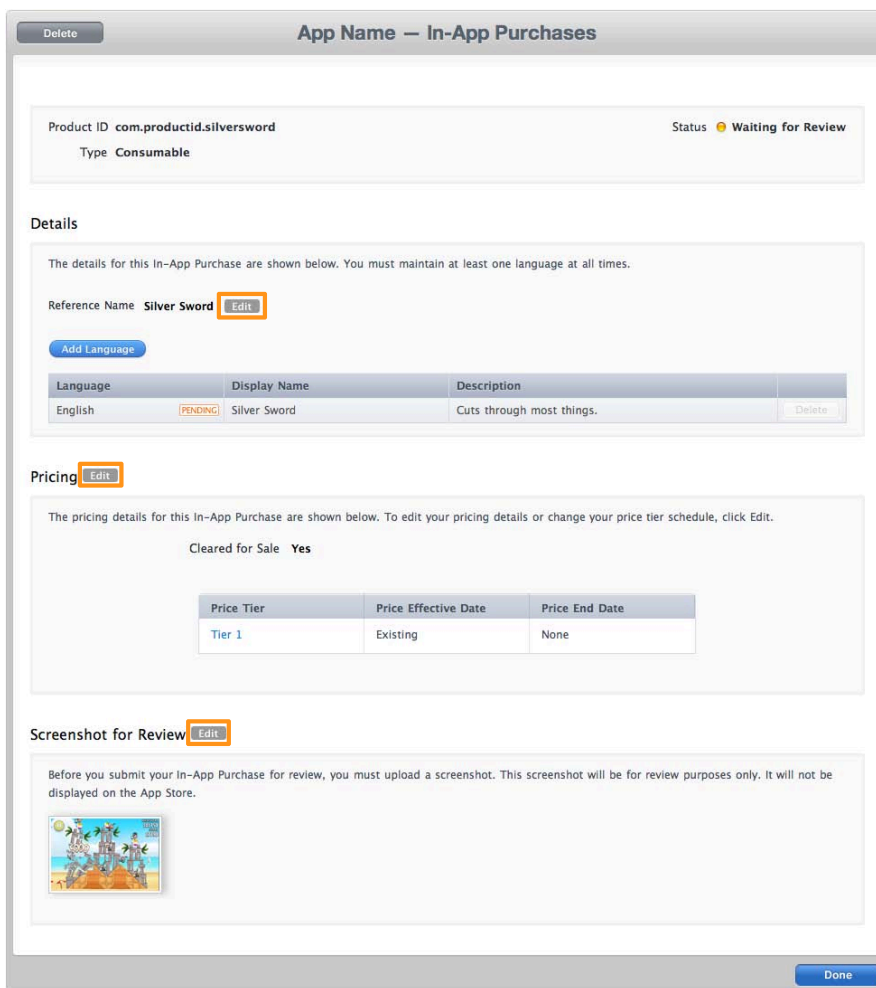 Delete
App Name — In-App Purchases
Product ID com.productid.silversword
Status Waiting for Review
Type Consumable
Details
The details for this In-App Purchase are shown below. You must maintain at least one language at all times.
Reference Name Silver Sword Edit
Add Language
Language Display Name Description
English PENDING Silver Sword Cuts through most things. Delete
Pricing Edit
The pricing details for this In-App Purchase are shown below. To edit your pricing details or change your price tier schedule, click Edit.
Cleared for Sale Yes
Price Tier Price Effective Date Price End Date
Tier 1 Existing None
Screenshot for Review Edit
Before you submit your In-App Purchase for review, you must upload a screenshot. This screenshot will be for review purposes only. It will not be
displayed on the App Store.
Done